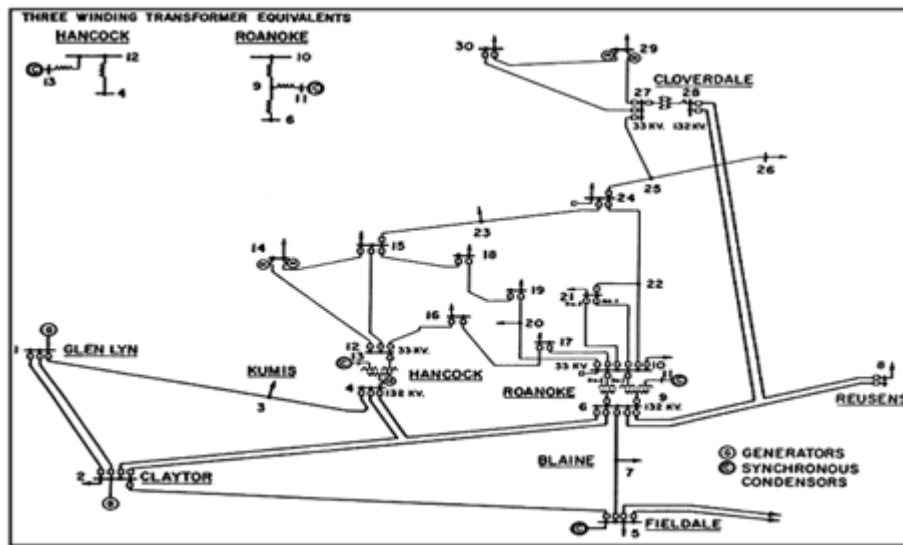 THREE WINDING TRANSFORMER EQUIVALENTS
HANCOCK
ROANOKE
12
13
4
10
9
11
6
30
29
CLOVERDALE
27
28
33 KV.
132 KV.
26
25
24
23
14
15
18
19
22
21
16
20
17
1
GLEN LYN
12
33 KV.
13
HANCOCK
33 KV
10
KUMIS
4
132 KV.
ROANOKE
11
9
8
REUSENS
3
6
132 KV.
2
CLAYTOR
BLAINE
7
G GENERATORS
C SYNCHRONOUS
CONDENSORS
FIELDALE
5